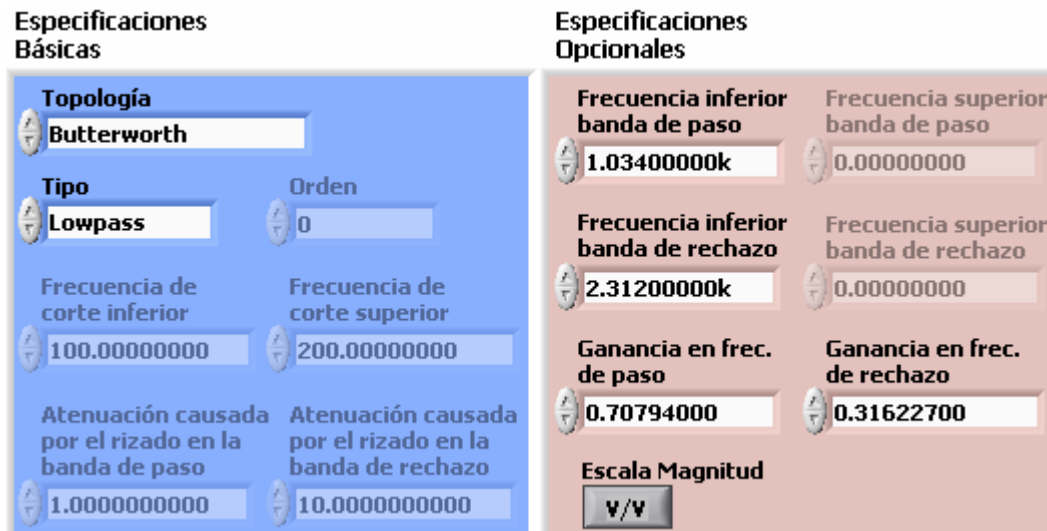 Especificaciones
Básicas
Topología
Butterworth
Tipo
Orden
Lowpass
0
Frecuencia de
corte inferior
Frecuencia de
corte superior
100.00000000
200.00000000
Atenuación causada
por el rizado en la
banda de paso
Atenuación causada
por el rizado en la
banda de rechazo
1.0000000000
10.0000000000
Especificaciones
Opcionales
Frecuencia inferior
banda de paso
Frecuencia superior
banda de paso
1.03400000k
0.00000000
Frecuencia inferior
banda de rechazo
Frecuencia superior
banda de rechazo
2.31200000k
0.00000000
Ganancia en frec.
de paso
Ganancia en frec.
de rechazo
0.70794000
0.31622700
Escala Magnitud
V/V